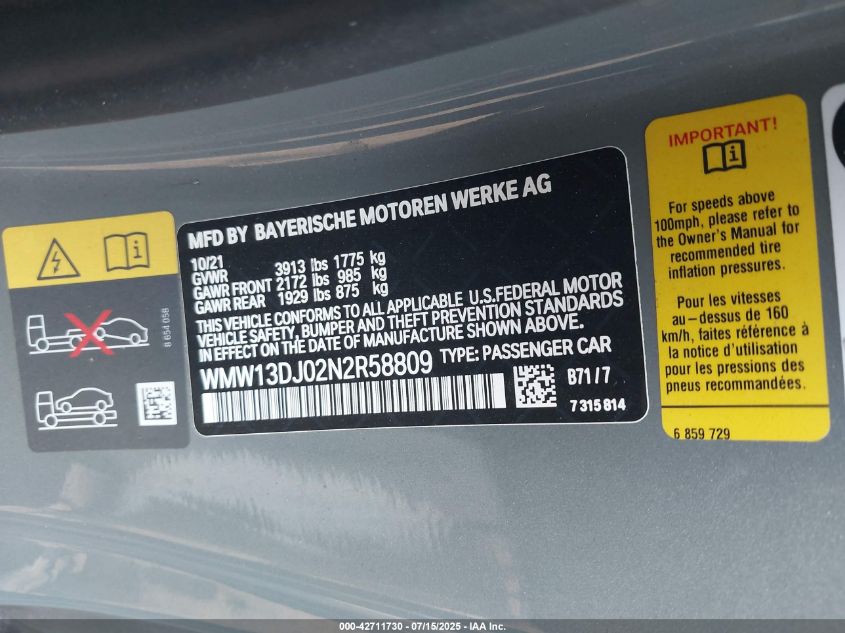 8 654 058
MFD BY BAYERISCHE MOTOREN WERKE AG
10/21
GVWR 3913 lbs 1775 kg
GAWR FRONT 2172 lbs 985 kg
GAWR REAR 1929 lbs 875 kg
THIS VEHICLE CONFORMS TO ALL APPLICABLE U.S.FEDERAL MOTOR
VEHICLE SAFETY, BUMPER AND THEFT PREVENTION STANDARDS
IN EFFECT ON THE DATE OF MANUFACTURE SHOWN ABOVE.
WMW13DJ02N2R58809 TYPE: PASSENGER CAR
B71/7
7 315 814
IMPORTANT!
For speeds above
100mph, please refer to
the Owner's Manual for
recommended tire
inflation pressures.
Pour les vitesses
au-dessus de 160
km/h, faites référence à
la notice d'utilisation
pour les pressions des
pneus recommandées.
6 859 729
000-42711730 - 07/15/2025 - IAA Inc.